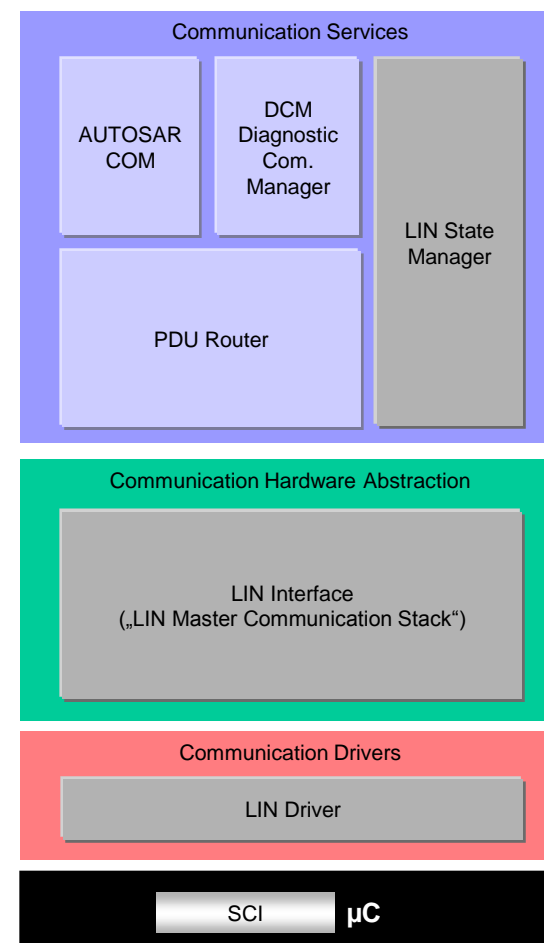 Communication Services
AUTOSAR
COM
DCM
Diagnostic
Com.
Manager
LIN State
Manager
PDU Router
Communication Hardware Abstraction
LIN Interface
(„LIN Master Communication Stack“)
Communication Drivers
LIN Driver
SCI
µC